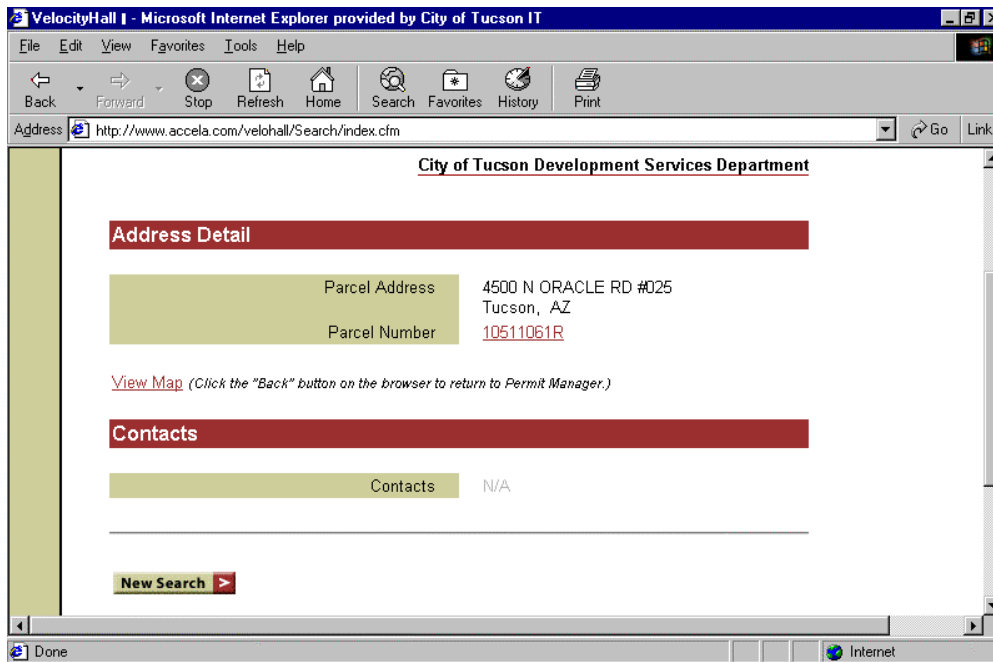 VelocityHall | - Microsoft Internet Explorer provided by City of Tucson IT
File Edit View Favorites Tools Help
Back Forward Stop Refresh Home Search Favorites History Print
Address http://www.accela.com/velohall/Search/index.cfm Go Link
City of Tucson Development Services Department
Address Detail
Parcel Address 4500 N ORACLE RD #025
Tucson, AZ
Parcel Number 10511061R
View Map (Click the "Back" button on the browser to return to Permit Manager.)
Contacts
Contacts N/A
New Search >
Done Internet